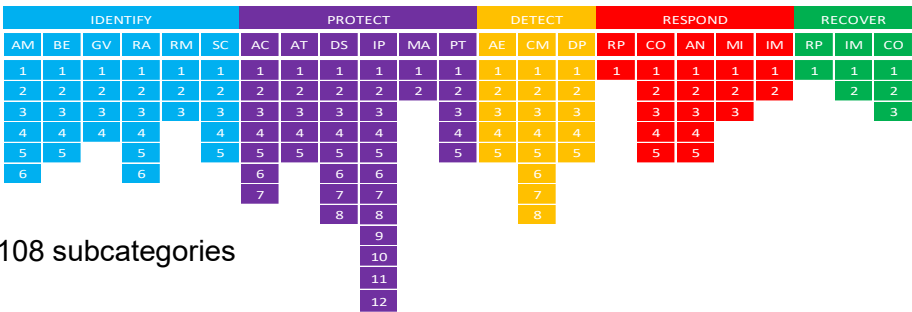 IDENTIFY PROTECT DETECT RESPOND RECOVER
AM BE GV RA RM SC AC AT DS IP MA PT AE CM DP RP CO AN MI IM RP IM CO
1 1 1 1 1 1 1 1 1 1 1 1 1 1 1 1 1 1 1 1 1 1 1
2 2 2 2 2 2 2 2 2 2 2 2 2 2 2 2 2 2 2 2 2
3 3 3 3 3 3 3 3 3 3 3 3 3 3 3 3 3 3
4 4 4 4 4 4 4 4 4 4 4 4 4 4 4
5 5 5 5 5 5 5 5 5 5 5 5 5 5
6 6 6 6 6 6
7 7 7 7
8 8 8
9
108 subcategories
10
11
12